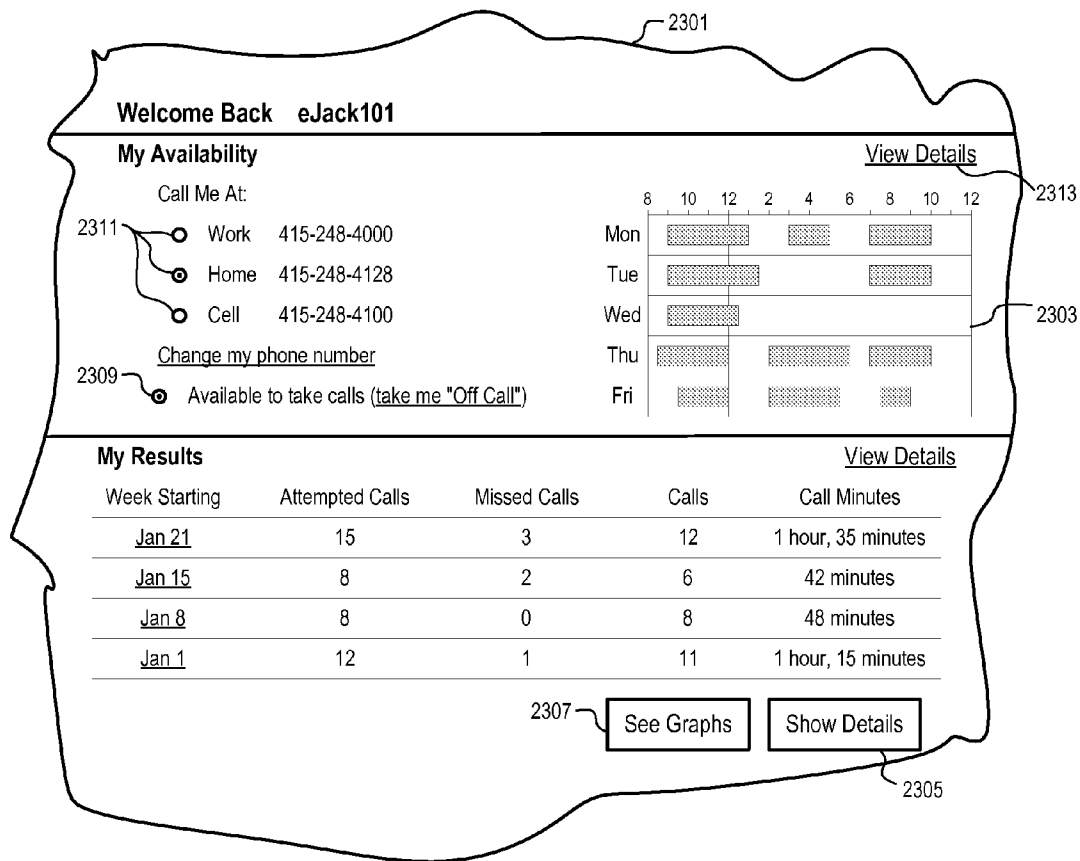 2301
Welcome Back eJack101
My Availability View Details
2313
Call Me At:
8 10 12 2 4 6 8 10 12
2311
Work 415-248-4000
Mon
Home 415-248-4128
Tue
Cell 415-248-4100
Wed
2303
Change my phone number
Thu
2309
Available to take calls (take me "Off Call")
Fri
My Results View Details
Week Starting Attempted Calls Missed Calls Calls Call Minutes
Jan 21 15 3 12 1 hour, 35 minutes
Jan 15 8 2 6 42 minutes
Jan 8 8 0 8 48 minutes
Jan 1 12 1 11 1 hour, 15 minutes
2307 See Graphs Show Details
2305